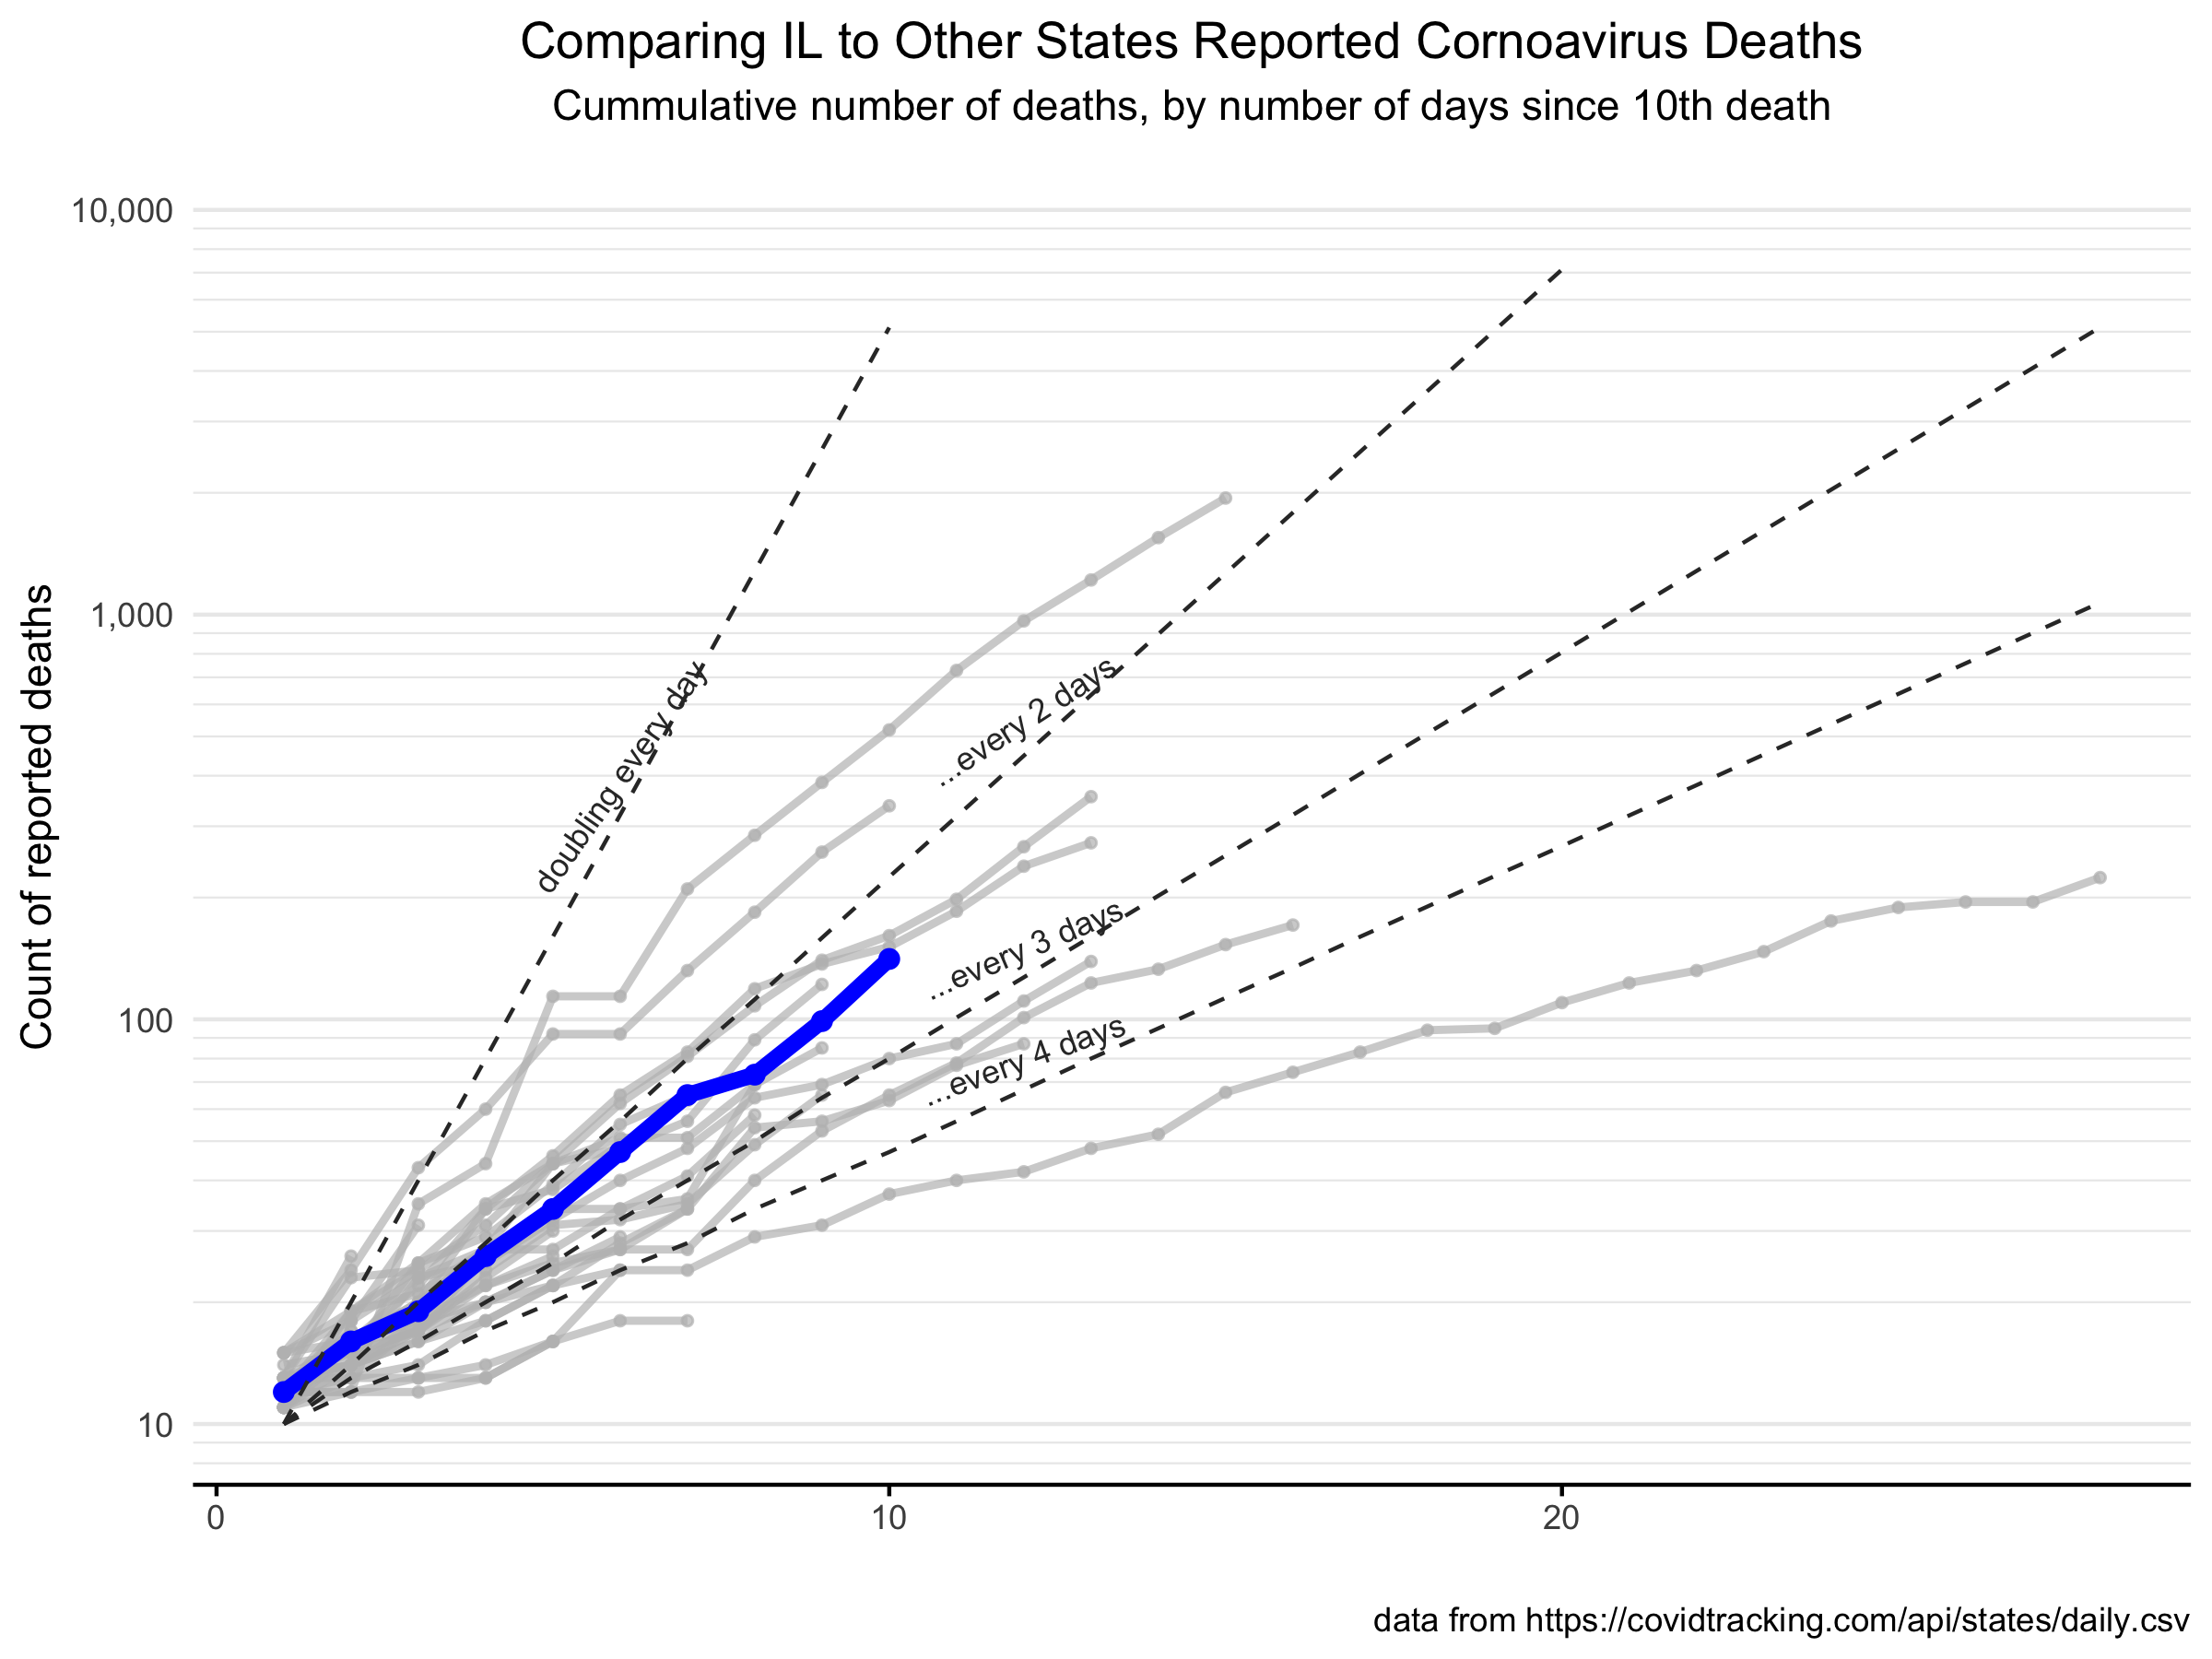 Comparing IL to Other States Reported Cornoavirus Deaths
Cummulative number of deaths, by number of days since 10th death
Count of reported deaths
10,000
1,000
100
10
doubling every day
...every 2 days
...every 3 days
...every 4 days
0
10
20
data from https://covidtracking.com/api/states/daily.csv